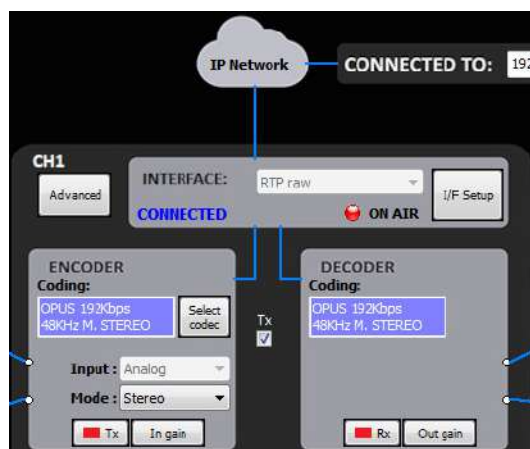 IP Network
CONNECTED TO: 192
CH1
Advanced
INTERFACE: RTP raw
I/F Setup
CONNECTED
ON AIR
ENCODER
Coding:
OPUS 192Kbps
48KHz M. STEREO
Select
codec
Input : Analog
Mode : Stereo
Tx In gain
Tx
DECODER
Coding:
OPUS 192Kbps
48KHz M. STEREO
Rx Out gain